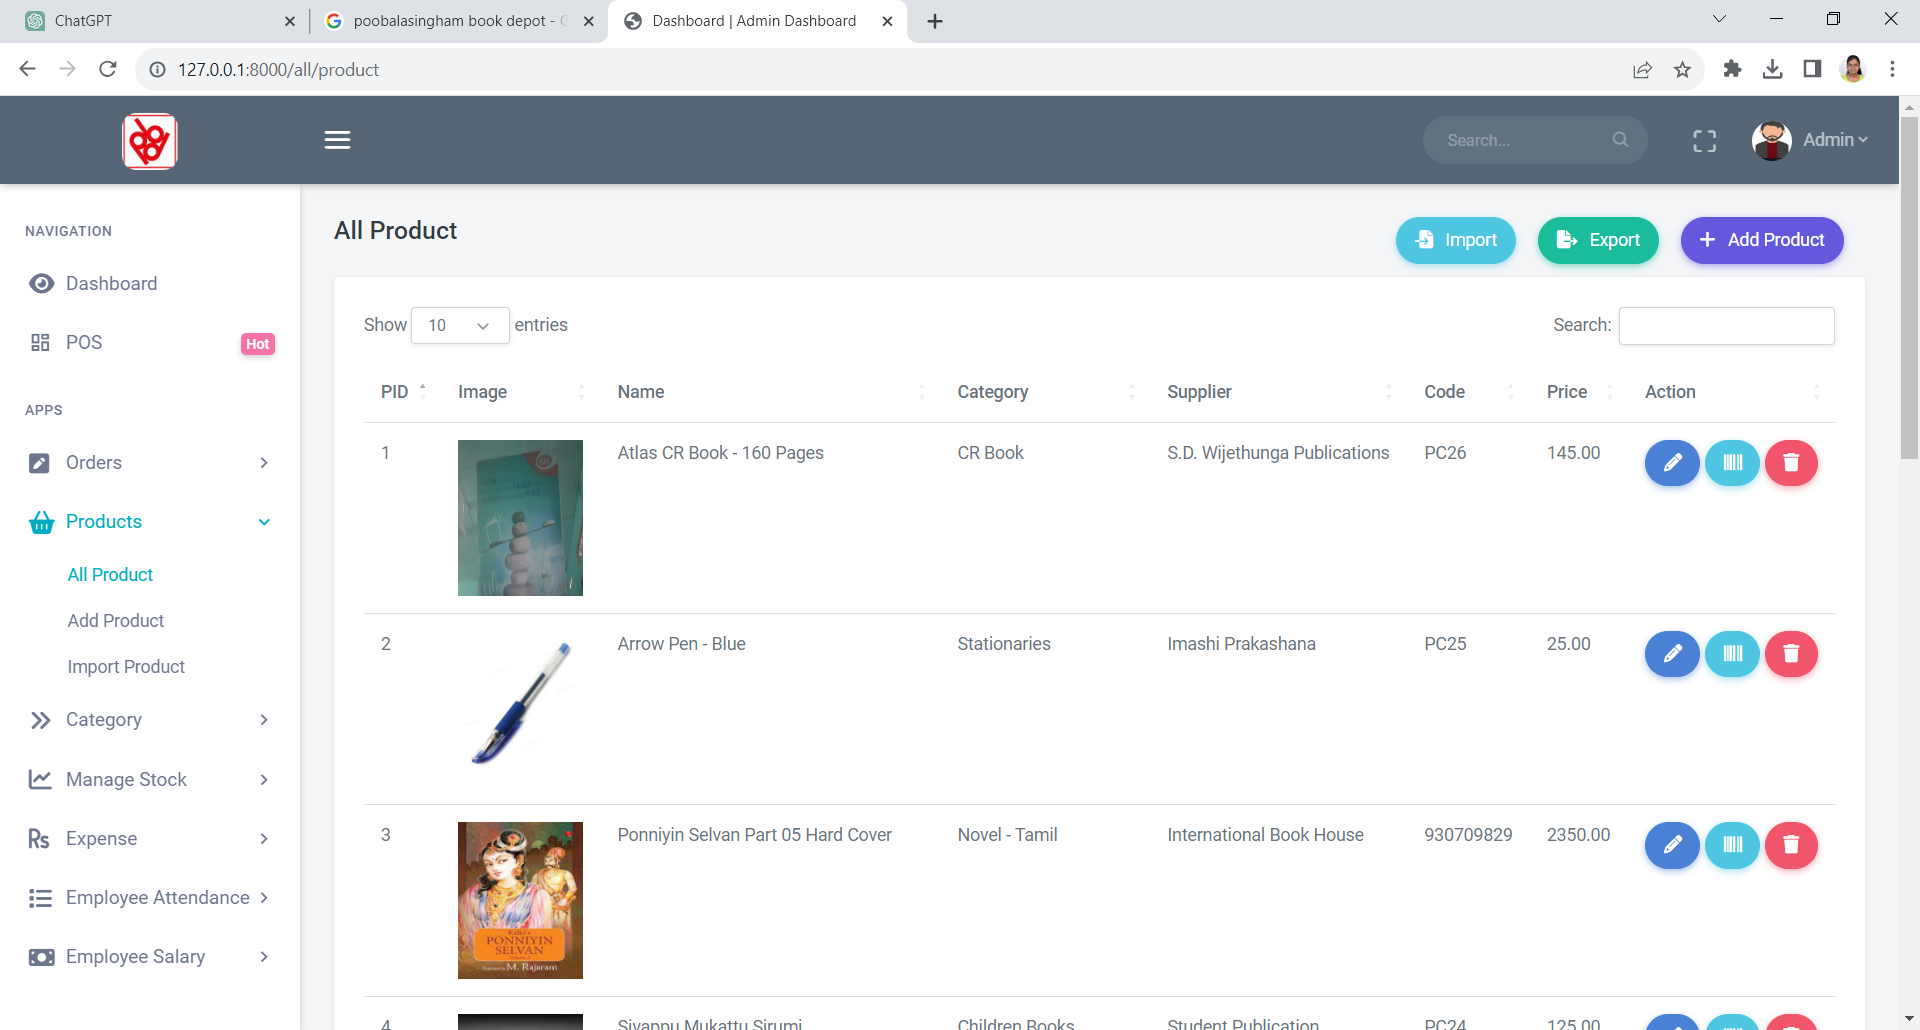 ChatGPT
poobalasingham book depot - G
Dashboard | Admin Dashboard
127.0.0.1:8000/all/product
Search...
Admin
NAVIGATION
Dashboard
POS
Hot
APPS
Orders
Products
All Product
Add Product
Import Product
Category
Manage Stock
Rs Expense
Employee Attendance
Employee Salary
All Product
Import
Export
Add Product
Show 10 entries
Search:
PID Image Name Category Supplier Code Price Action
1 Atlas CR Book - 160 Pages CR Book S.D. Wijethunga Publications PC26 145.00
2 Arrow Pen - Blue Stationaries Imashi Prakashana PC25 25.00
3 Ponniyin Selvan Part 05 Hard Cover Novel - Tamil International Book House 930709829 2350.00
Kalki's
PONNIYIN
SELVAN
M. Rajaram
4 Sivappu Mukattu Sirumi Children Books Student Publication PC24 125.00